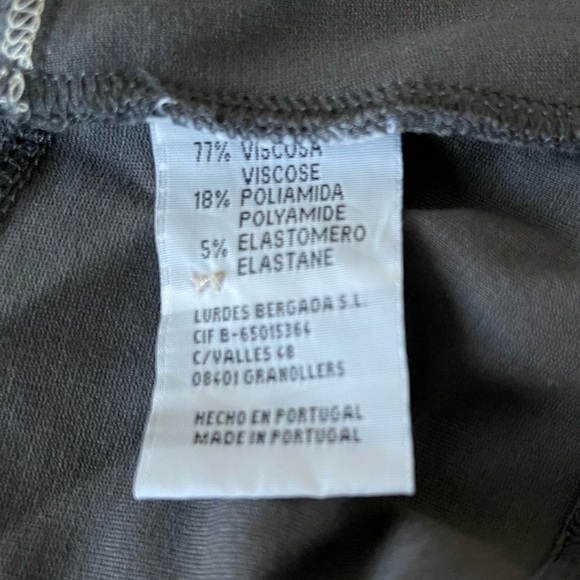 77% VISCOSA
VISCOSE
18% POLIAMIDA
POLYAMIDE
5% ELASTOMERO
ELASTANE
LURDES BERGADA S.L.
CIF B-65015364
C/VALLES 48
08401 GRANOLLERS
HECHO EN PORTUGAL
MADE IN PORTUGAL